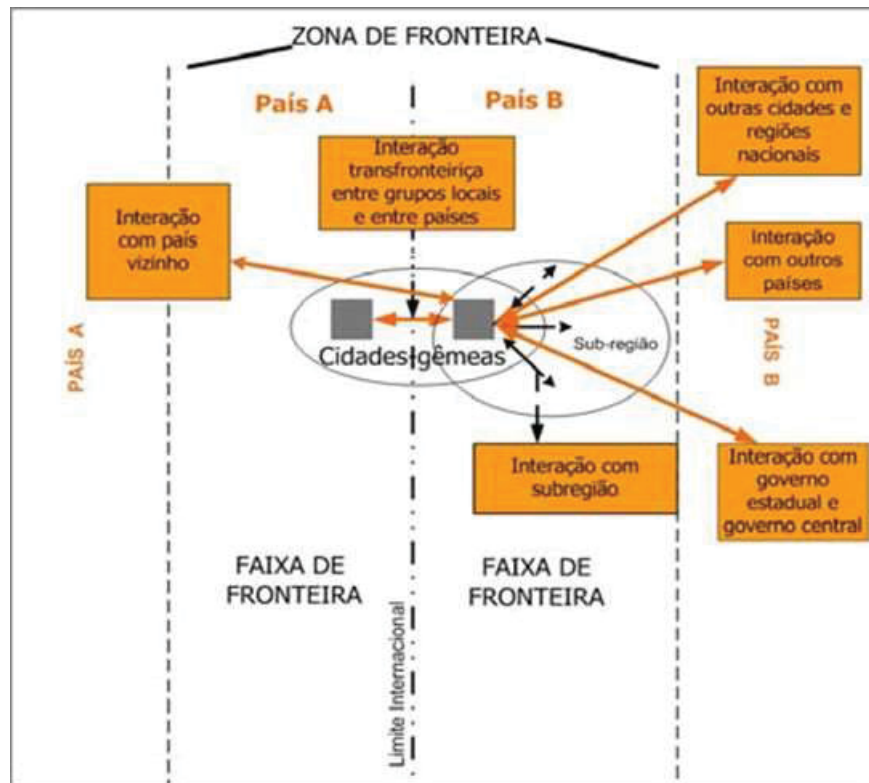 ZONA DE FRONTEIRA
País A
País B
Interação com
outras cidades e
regiões
nacionais
Interação
transfronteiriça
entre grupos locais
e entre países
Interação
com país
vizinho
Interação
com outros
países
PAÍS A
Cidades-gêmeas
Sub-região
PAÍS B
Interação com
subregião
Interação com
governo
estadual e
governo central
FAIXA DE
FRONTEIRA
FAIXA DE
FRONTEIRA
Limite Internacional